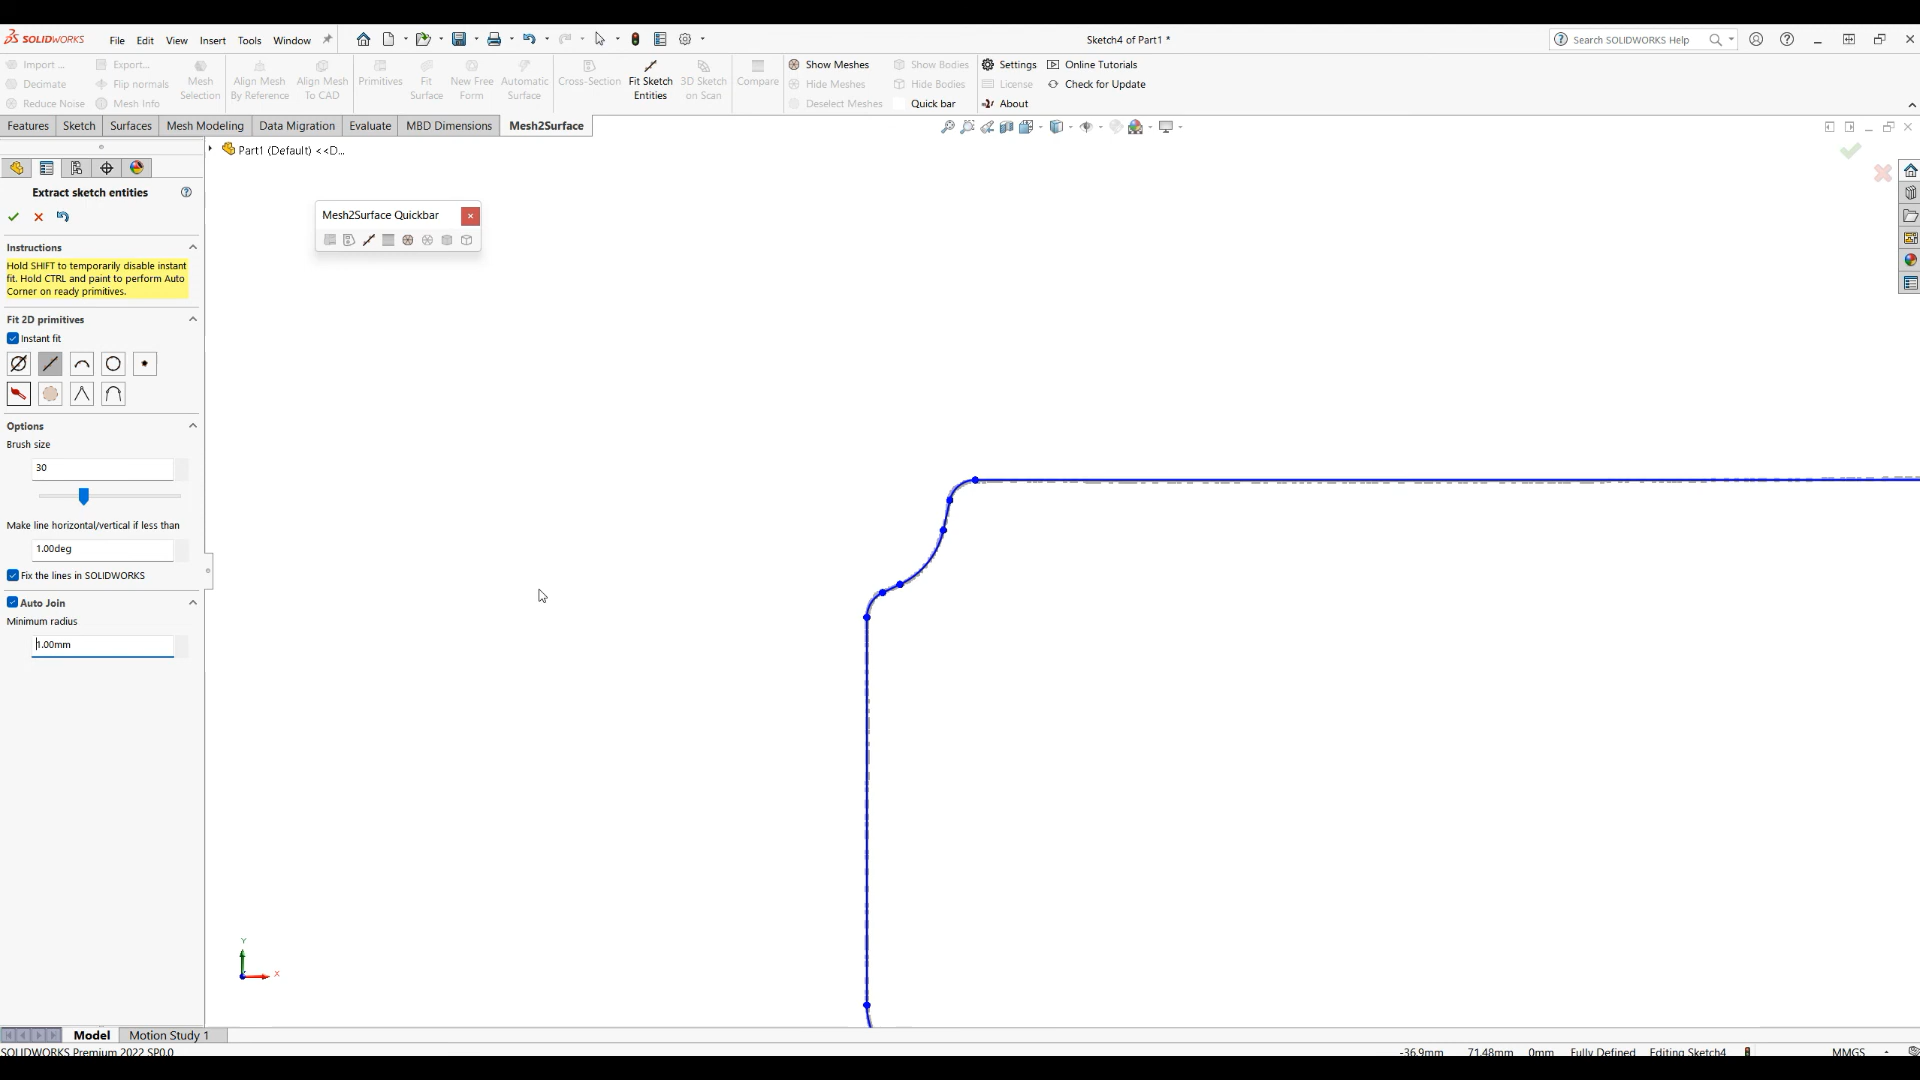 SOLIDWORKS File Edit View Insert Tools Window
Sketch4 of Part1 *
Search SOLIDWORKS Help
Import ...
Export...
Decimate
Flip normals
Reduce Noise
Mesh Info
Mesh
Selection
Align Mesh
By Reference
Align Mesh
To CAD
Primitives
Fit
Surface
New Free
Form
Automatic
Surface
Cross-Section
Fit Sketch
Entities
3D Sketch
on Scan
Compare
Show Meshes
Hide Meshes
Deselect Meshes
Show Bodies
Hide Bodies
Quick bar
Settings
License
About
Online Tutorials
Check for Update
Features Sketch Surfaces Mesh Modeling Data Migration Evaluate MBD Dimensions Mesh2Surface
Part1 (Default) <<D...
Extract sketch entities
Instructions
Hold SHIFT to temporarily disable instant
fit. Hold CTRL and paint to perform Auto
Corner on ready primitives.
Fit 2D primitives
Instant fit
Options
Brush size
30
Make line horizontal/vertical if less than
1.00deg
Fix the lines in SOLIDWORKS
Auto Join
Minimum radius
1.00mm
Mesh2Surface Quickbar
Y
X
Model Motion Study 1
SOLIDWORKS Premium 2022 SP0.0
-36.9mm 71.48mm 0mm Fully Defined Editing Sketch4 MMGS